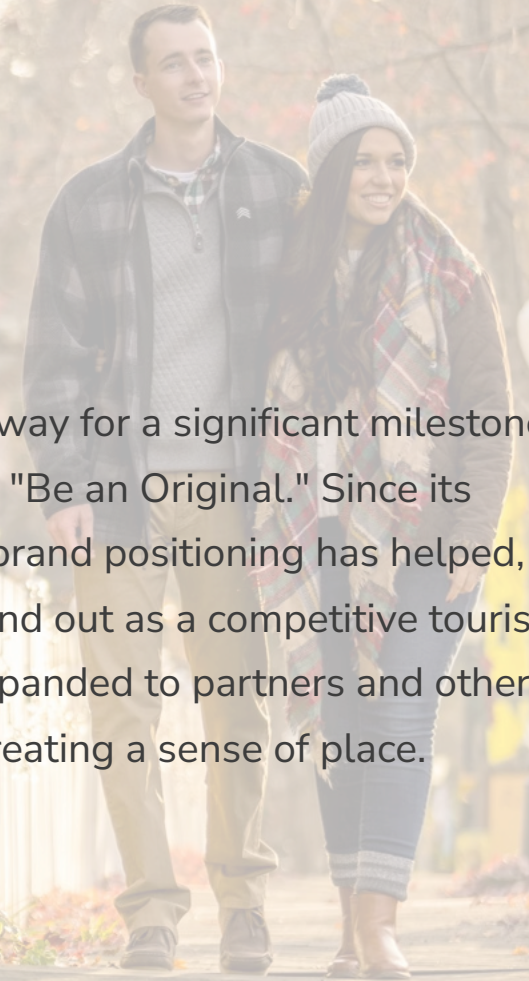 way for a significant milestone
"Be an Original." Since its
brand positioning has helped,
nd out as a competitive touris
panded to partners and other
reating a sense of place.